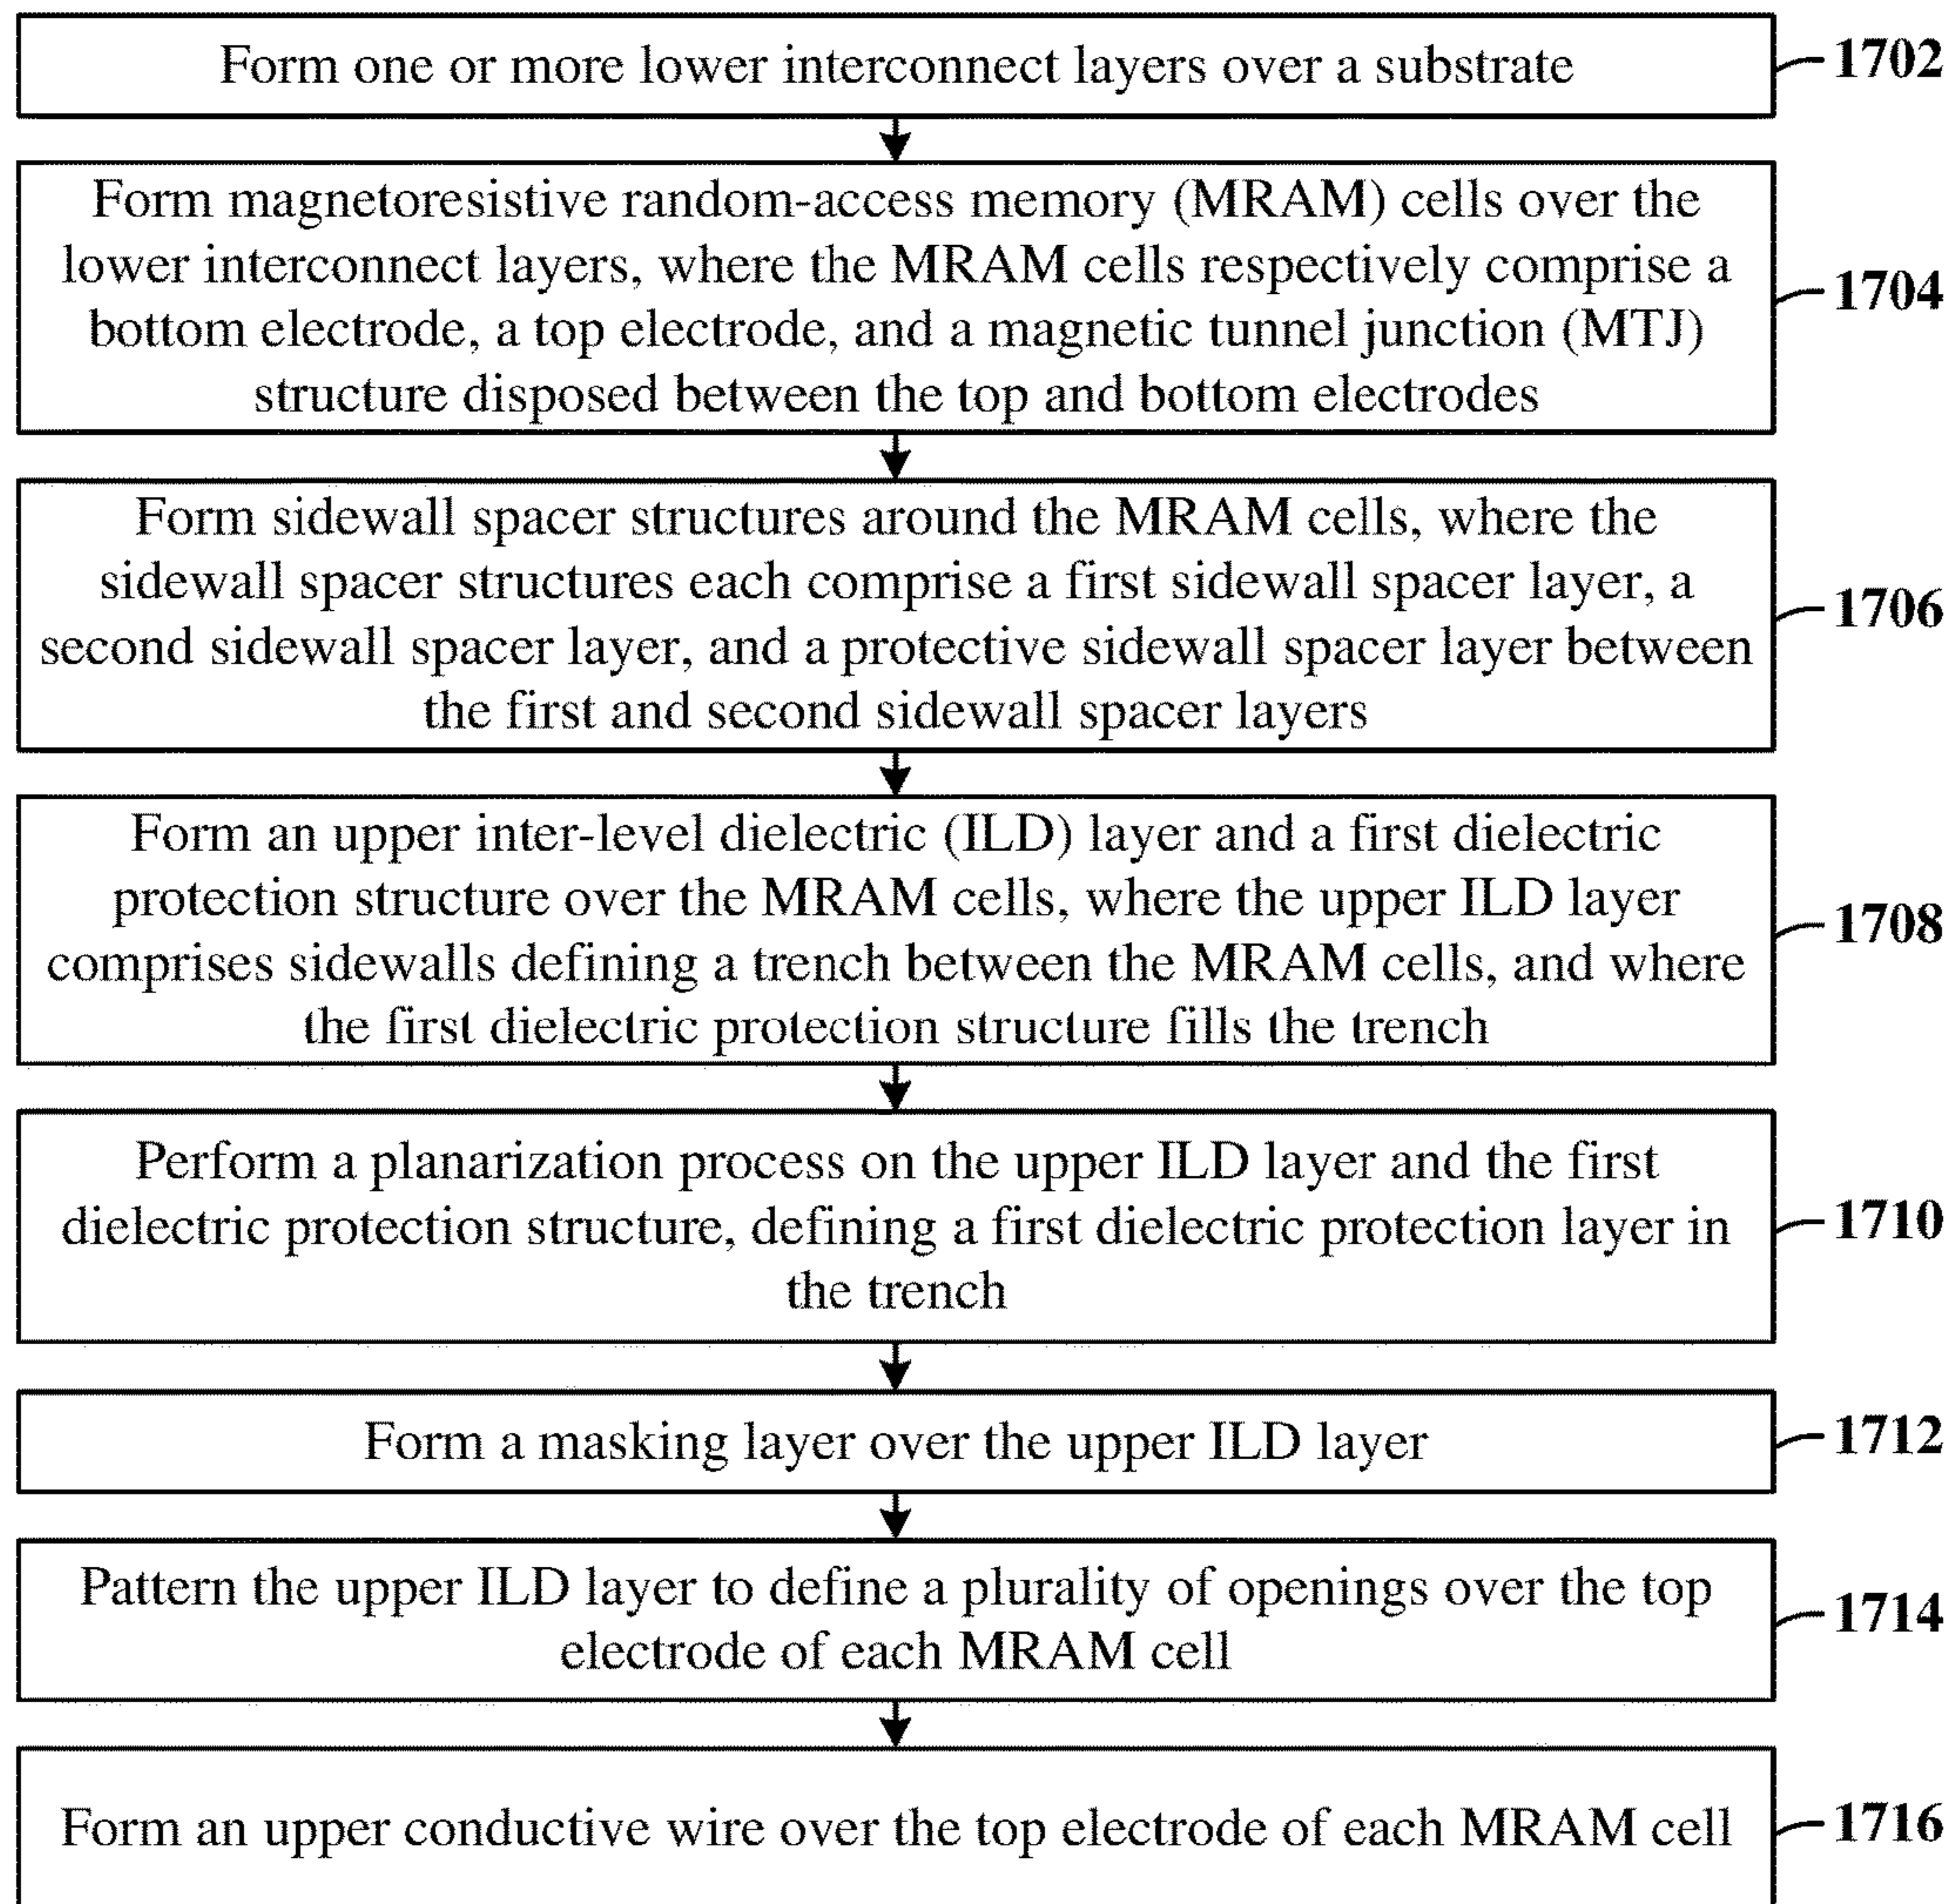 Form one or more lower interconnect layers over a substrate
1702
Form magnetoresistive random-access memory (MRAM) cells over the
lower interconnect layers, where the MRAM cells respectively comprise a
bottom electrode, a top electrode, and a magnetic tunnel junction (MTJ)
structure disposed between the top and bottom electrodes
1704
Form sidewall spacer structures around the MRAM cells, where the
sidewall spacer structures each comprise a first sidewall spacer layer, a
second sidewall spacer layer, and a protective sidewall spacer layer between
the first and second sidewall spacer layers
1706
Form an upper inter-level dielectric (ILD) layer and a first dielectric
protection structure over the MRAM cells, where the upper ILD layer
comprises sidewalls defining a trench between the MRAM cells, and where
the first dielectric protection structure fills the trench
1708
Perform a planarization process on the upper ILD layer and the first
dielectric protection structure, defining a first dielectric protection layer in
the trench
1710
Form a masking layer over the upper ILD layer
1712
Pattern the upper ILD layer to define a plurality of openings over the top
electrode of each MRAM cell
1714
Form an upper conductive wire over the top electrode of each MRAM cell
1716